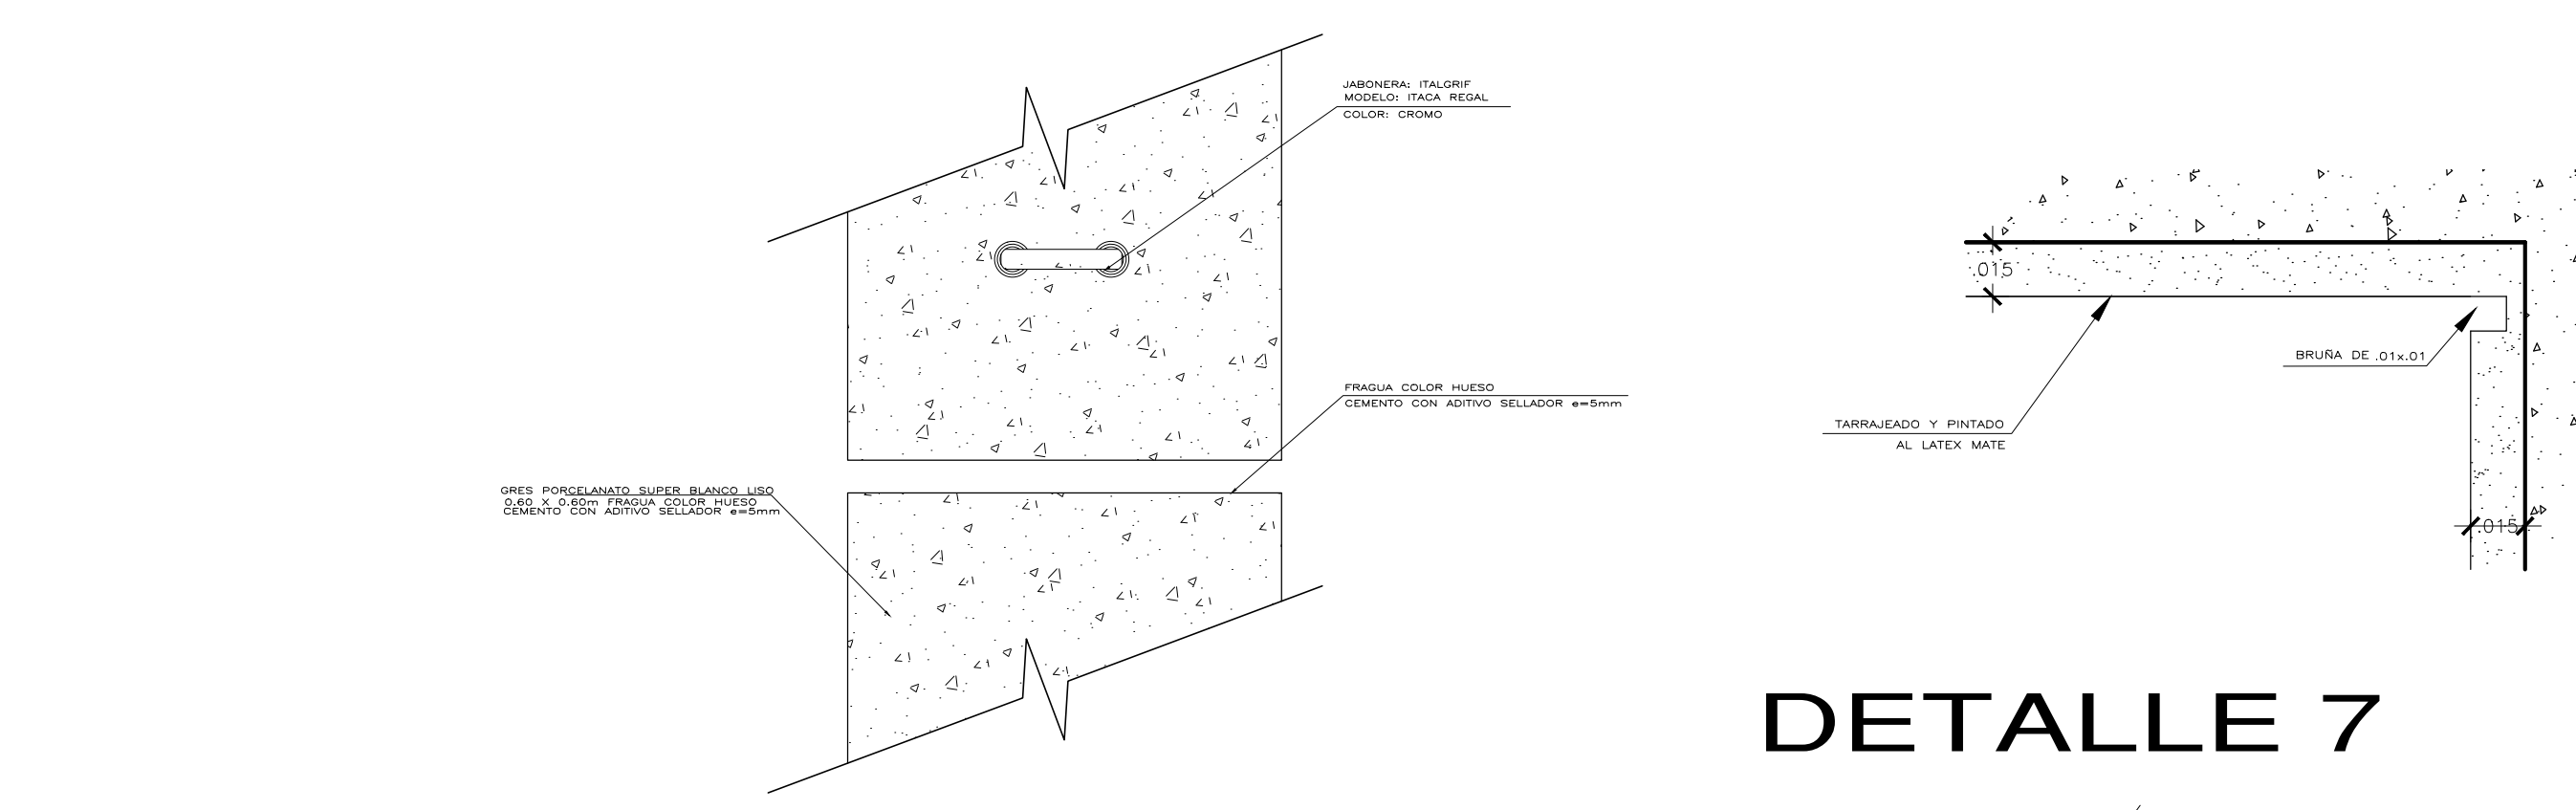 JABONERA: ITALGRIF
MODELO: ITACA REGAL
COLOR: CROMO
FRAGUA COLOR HUESO
CEMENTO CON ADITIVO SELLADOR e=5mm
GRES PORCELANATO SUPER BLANCO LISO
0.60 X 0.60m FRAGUA COLOR HUESO
CEMENTO CON ADITIVO SELLADOR e=5mm
.015
BRUÑA DE .01x.01
TARRAJEADO Y PINTADO
AL LATEX MATE
.015
DETALLE 7